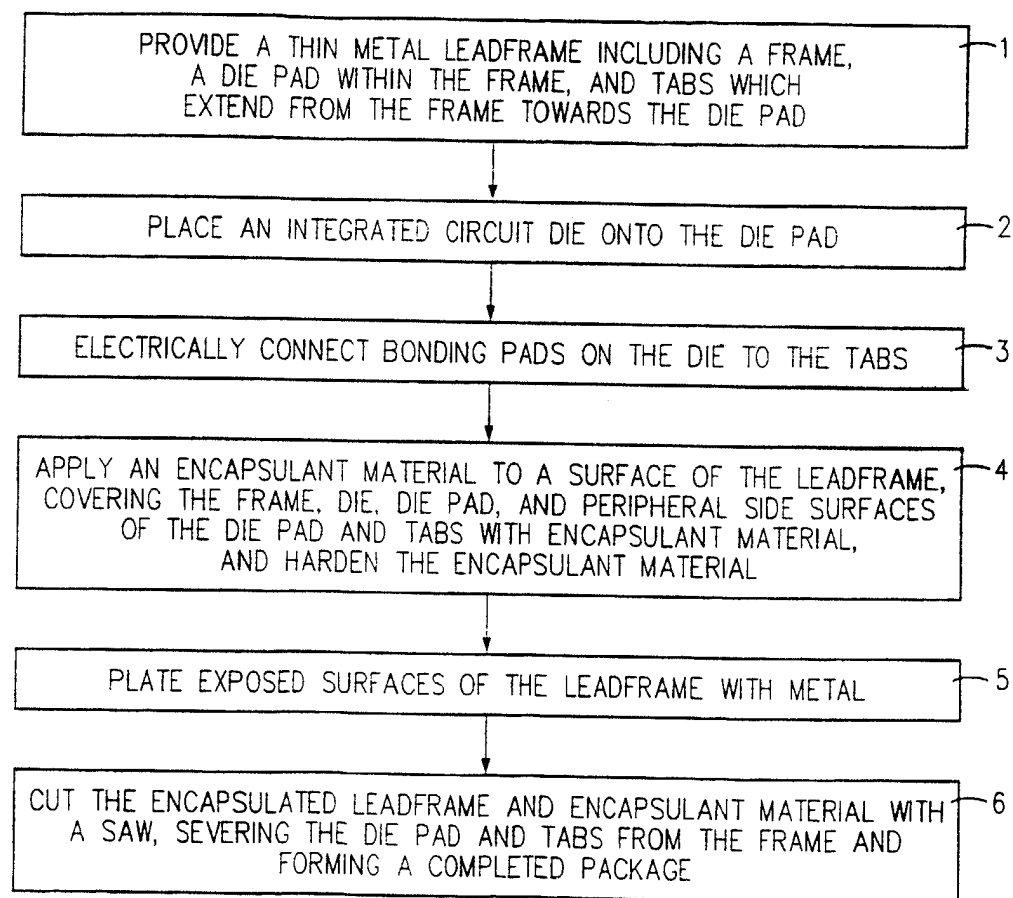 PROVIDE A THIN METAL LEADFRAME INCLUDING A FRAME,
A DIE PAD WITHIN THE FRAME, AND TABS WHICH
EXTEND FROM THE FRAME TOWARDS THE DIE PAD
1
PLACE AN INTEGRATED CIRCUIT DIE ONTO THE DIE PAD
2
ELECTRICALLY CONNECT BONDING PADS ON THE DIE TO THE TABS
3
APPLY AN ENCAPSULANT MATERIAL TO A SURFACE OF THE LEADFRAME,
COVERING THE FRAME, DIE, DIE PAD, AND PERIPHERAL SIDE SURFACES
OF THE DIE PAD AND TABS WITH ENCAPSULANT MATERIAL,
AND HARDEN THE ENCAPSULANT MATERIAL
4
PLATE EXPOSED SURFACES OF THE LEADFRAME WITH METAL
5
CUT THE ENCAPSULATED LEADFRAME AND ENCAPSULANT MATERIAL WITH
A SAW, SEVERING THE DIE PAD AND TABS FROM THE FRAME AND
FORMING A COMPLETED PACKAGE
6